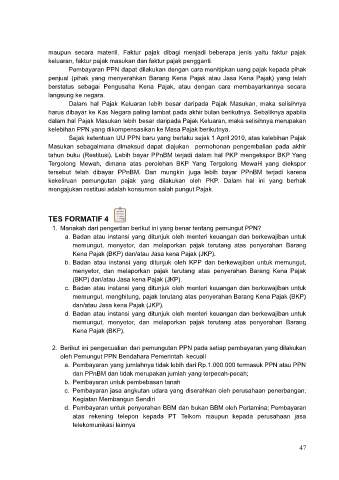 maupun secara materil. Faktur pajak dibagi menjadi beberapa jenis yaitu faktur pajak
keluaran, faktur pajak masukan dan faktur pajak pengganti.
Pembayaran PPN dapat dilakukan dengan cara menitipkan uang pajak kepada pihak
penjual (pihak yang menyerahkan Barang Kena Pajak atau Jasa Kena Pajak) yang telah
berstatus sebagai Pengusaha Kena Pajak, atau dengan cara membayarkannya secara
langsung ke negara.
Dalam hal Pajak Keluaran lebih besar daripada Pajak Masukan, maka selisihnya
harus dibayar ke Kas Negara paling lambat pada akhir bulan berikutnya. Sebaliknya apabila
dalam hal Pajak Masukan lebih besar daripada Pajak Keluaran, maka selisihnya merupakan
kelebihan PPN yang dikompensasikan ke Masa Pajak berikutnya.
Sejak ketentuan UU PPN baru yang berlaku sejak 1 April 2010, atas kelebihan Pajak
Masukan sebagaimana dimaksud dapat diajukan permohonan pengembalian pada akhir
tahun buku (Restitusi). Lebih bayar PPnBM terjadi dalam hal PKP mengekspor BKP Yang
Tergolong Mewah, dimana atas perolehan BKP Yang Tergolong MewaH yang diekspor
tersebut telah dibayar PPnBM. Dan mungkin juga lebih bayar PPnBM terjadi karena
kekeliruan pemungutan pajak yang dilakukan oleh PKP. Dalam hal ini yang berhak
mengajukan restitusi adalah konsumen salah pungut Pajak.
TES FORMATIF 4
1. Manakah dari pengertian berikut ini yang benar tentang pemungut PPN?
a. Badan atau instansi yang ditunjuk oleh menteri keuangan dan berkewajiban untuk
memungut, menyetor, dan melaporkan pajak terutang atas penyerahan Barang
Kena Pajak (BKP) dan/atau Jasa kena Pajak (JKP).
b. Badan atau instansi yang ditunjuk oleh KPP dan berkewajiban untuk memungut,
menyetor, dan melaporkan pajak terutang atas penyerahan Barang Kena Pajak
(BKP) dan/atau Jasa kena Pajak (JKP).
c. Badan atau instansi yang ditunjuk oleh menteri keuangan dan berkewajiban untuk
memungut, menghitung, pajak terutang atas penyerahan Barang Kena Pajak (BKP)
dan/atau Jasa kena Pajak (JKP).
d. Badan atau instansi yang ditunjuk oleh menteri keuangan dan berkewajiban untuk
memungut, menyetor, dan melaporkan pajak terutang atas penyerahan Barang
Kena Pajak (BKP).
2. Berikut ini pengecualian dari pemungutan PPN pada setiap pembayaran yang dilakukan
oleh Pemungut PPN Bendahara Pemerintah kecuali
a. Pembayaran yang jumlahnya tidak lebih dari Rp.1.000.000 termasuk PPN atau PPN
dan PPnBM dan tidak merupakan jumlah yang terpecah-pecah;
b. Pembayaran untuk pembebasan tanah
c. Pembayaran jasa angkutan udara yang diserahkan oleh perusahaan penerbangan;
Kegiatan Membangun Sendiri
d. Pembayaran untuk penyerahan BBM dan bukan BBM oleh Pertamina; Pembayaran
atas rekening telepon kepada PT Telkom maupun kepada perusahaan jasa
telekomunikasi lainnya
47